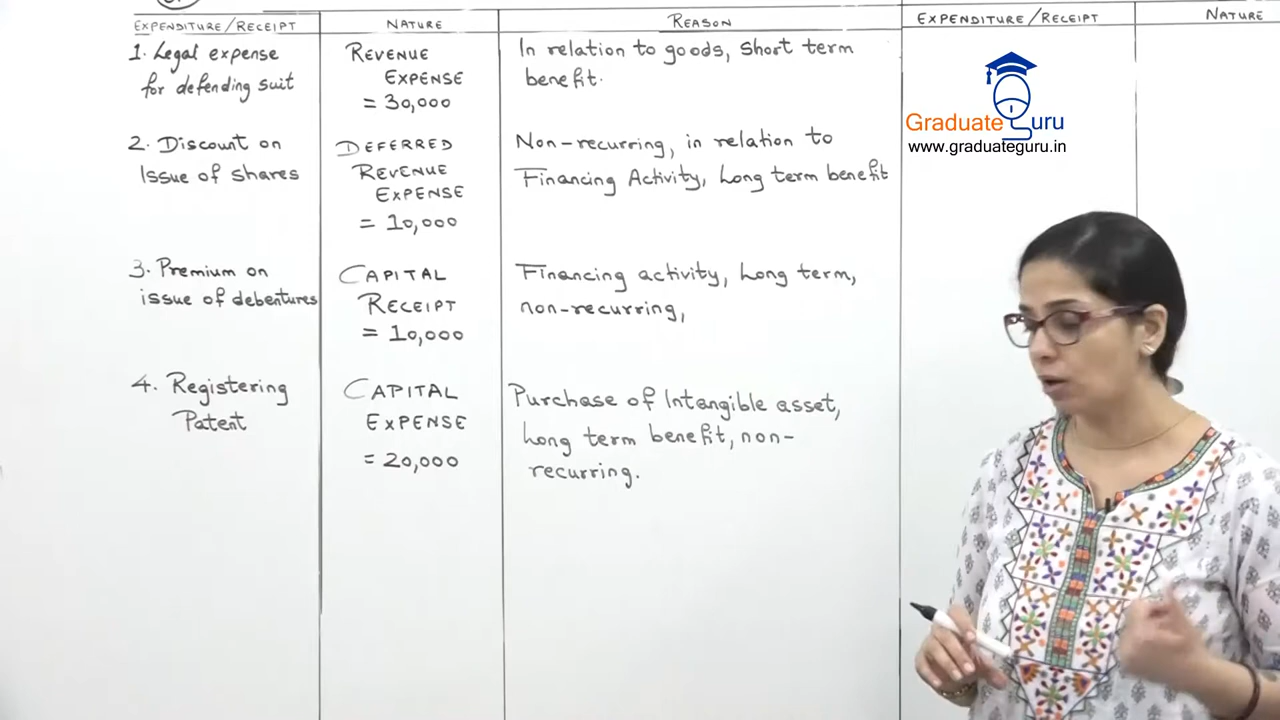 EXPENDITURE/RECEIPT
NATURE
REASON
EXPENDITURE/RECEIPT
NATURE
1. Legal expense
for defending suit
REVENUE
EXPENSE
= 30,000
In relation to goods, short term
benefit.
2. Discount on
Issue of shares
DEFERRED
REVENUE
EXPENSE
= 10,000
Non-recurring, in relation to
Financing Activity, Long term benefit
3. Premium on
issue of debentures
CAPITAL
RECEIPT
= 10,000
Financing activity, Long term,
non-recurring,
4. Registering
Patent
CAPITAL
EXPENSE
= 20,000
Purchase of Intangible asset,
Long term benefit, non-
recurring.
Graduate Guru
www.graduateguru.in